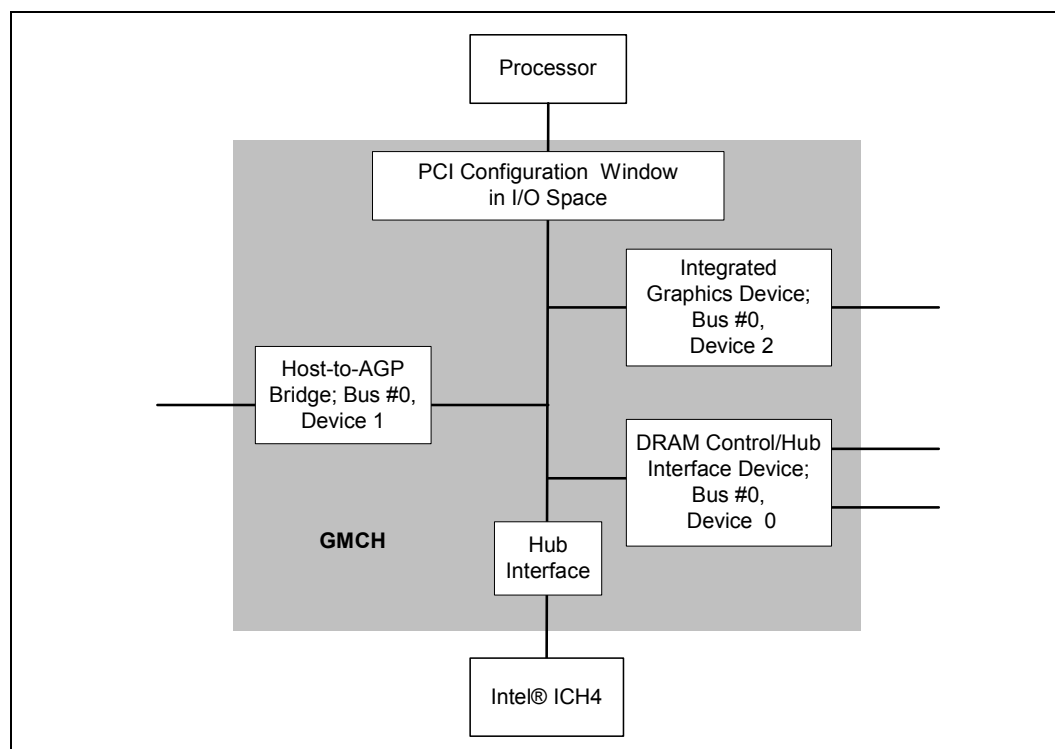 Processor
PCI Configuration Window
in I/O Space
Integrated
Graphics Device;
Bus #0,
Device 2
Host-to-AGP
Bridge; Bus #0,
Device 1
DRAM Control/Hub
Interface Device;
Bus #0,
Device 0
GMCH
Hub
Interface
Intel® ICH4